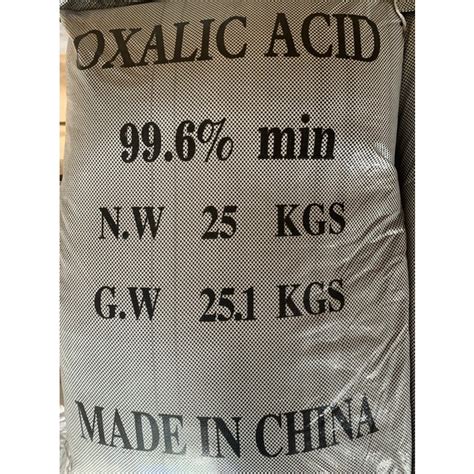 OXALIC ACID
99.6% min
N.W 25 KGS
G.W 25.1 KGS
MADE IN CHINA